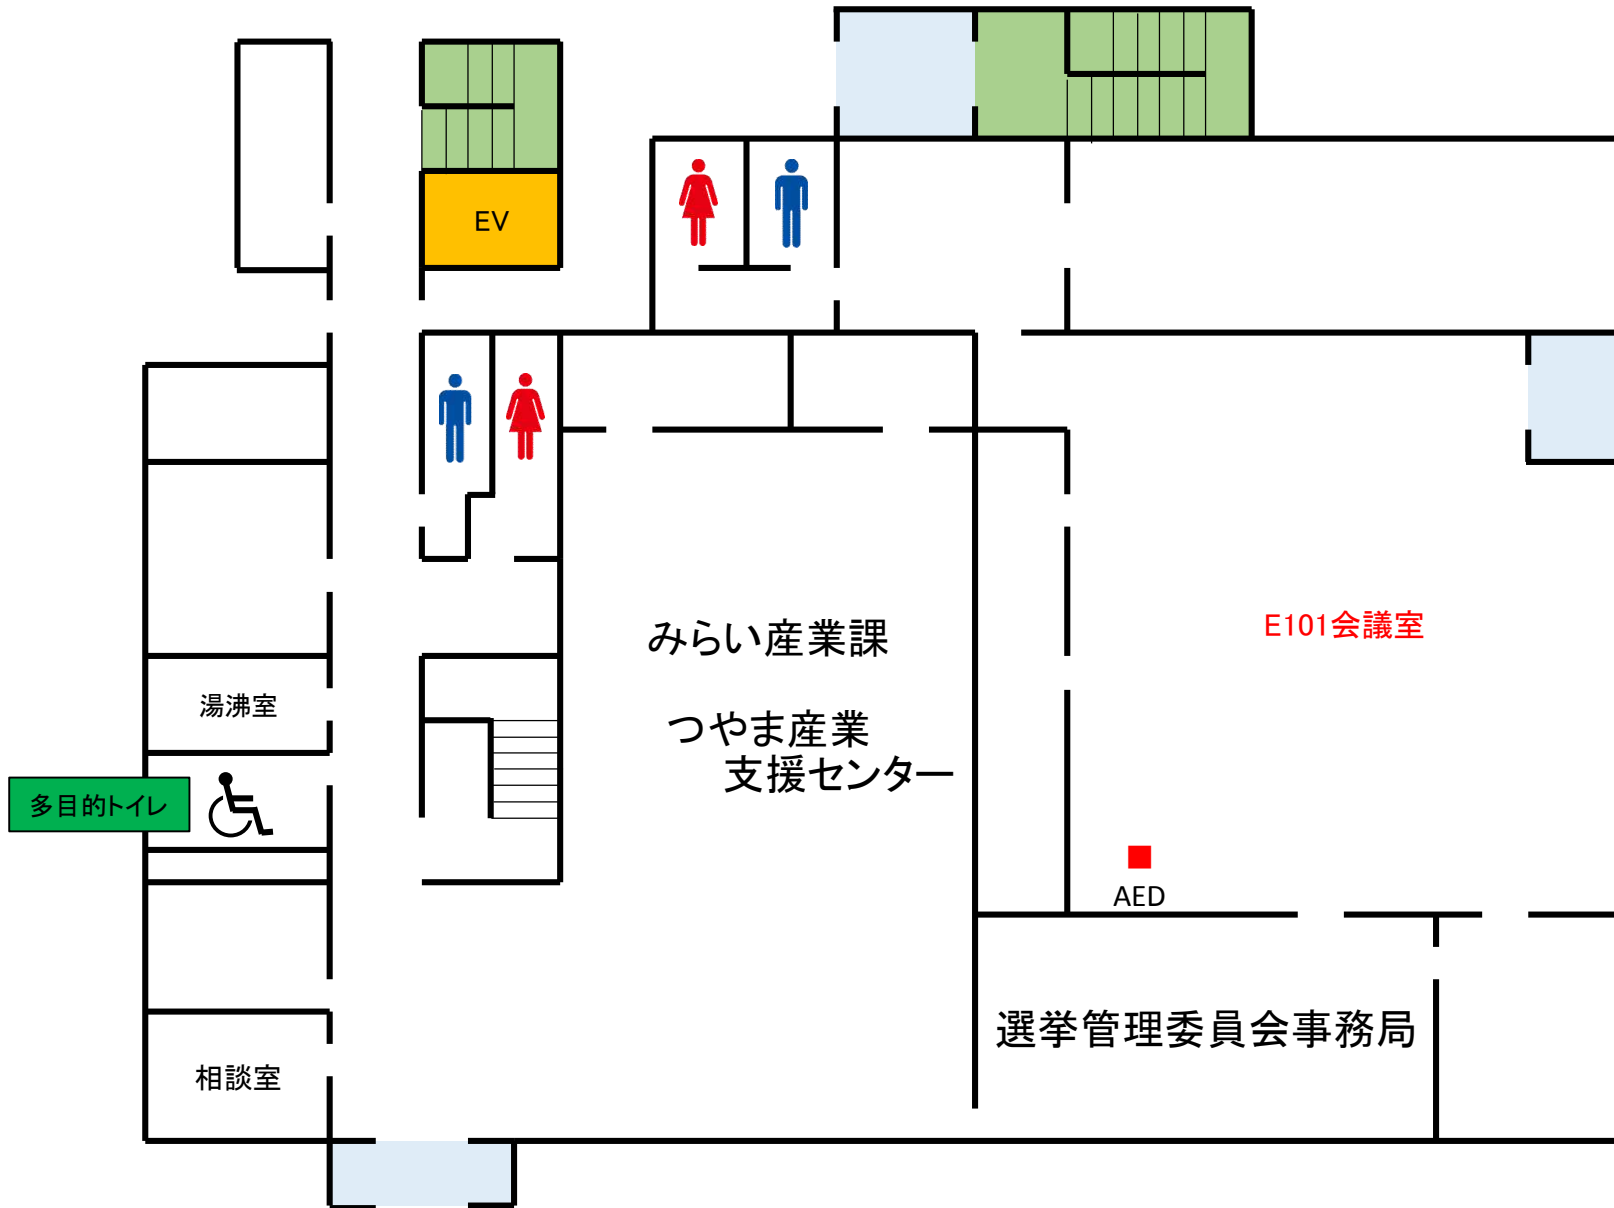 EV
みらい産業課
E101会議室
湯沸室
つやま産業
支援センター
多目的トイレ
AED
選挙管理委員会事務局
相談室